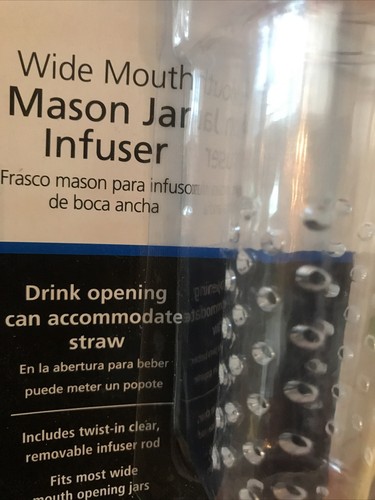 Wide Mouth
Mason Jar
Infuser
Frasco mason para infusor
de boca ancha
Drink opening
can accommodate
straw
En la abertura para beber
puede meter un popote
Includes twist-in clear,
removable infuser rod
Fits most wide
mouth opening jars